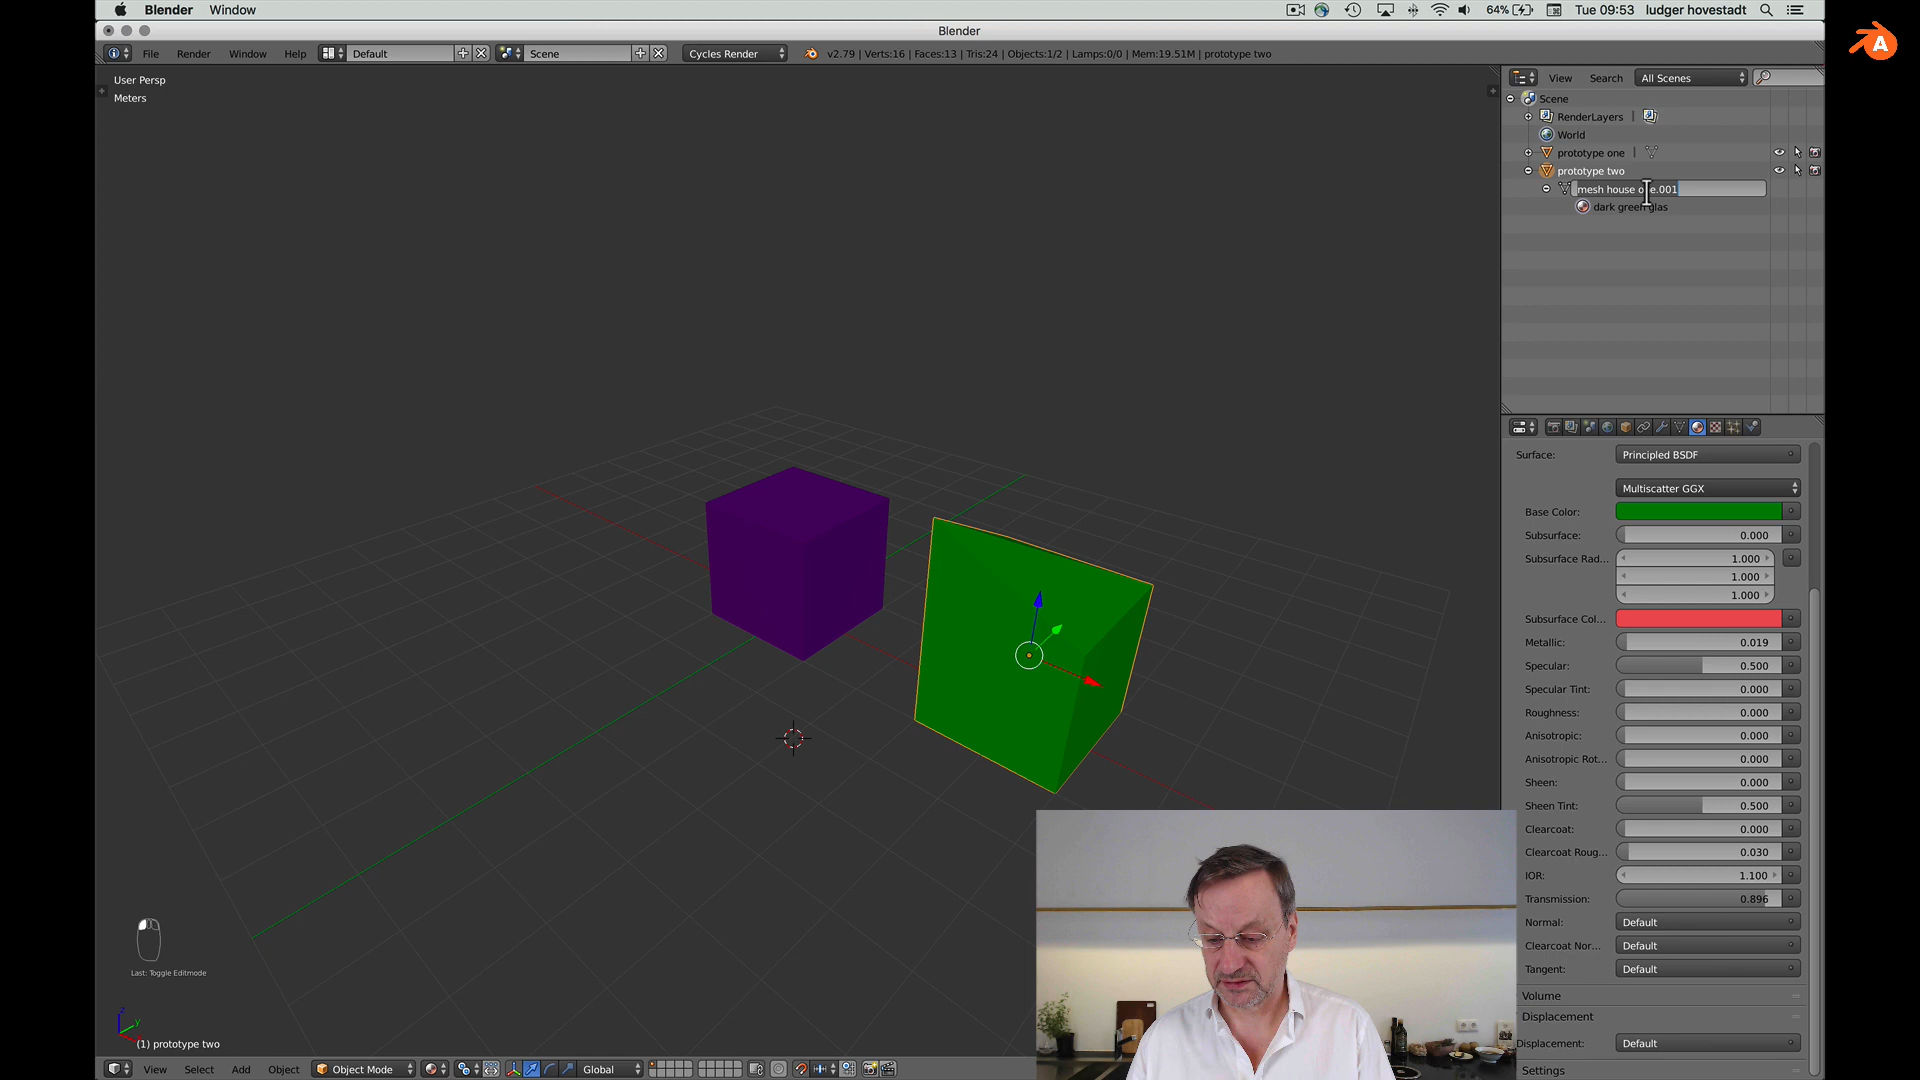 Blender Window
64% Tue 09:53 ludger hovestadt
Blender
File Render Window Help Default Scene Cycles Render v2.79 | Verts:16 | Faces:13 | Tris:24 | Objects:1/2 | Lamps:0/0 | Mem:19.51M | prototype two
User Persp
Meters
View Search All Scenes
Scene
RenderLayers
World
prototype one
prototype two
mesh house one.001
dark green glas
Surface: Principled BSDF
Multiscatter GGX
Base Color:
Subsurface: 0.000
Subsurface Rad... 1.000
1.000
1.000
Subsurface Col...
Metallic: 0.019
Specular: 0.500
Specular Tint: 0.000
Roughness: 0.000
Anisotropic: 0.000
Anisotropic Rot... 0.000
Sheen: 0.000
Sheen Tint: 0.500
Clearcoat: 0.000
Clearcoat Roug... 0.030
IOR: 1.100
Transmission: 0.896
Normal: Default
Clearcoat Nor... Default
Tangent: Default
Volume
Displacement
Displacement: Default
Settings
Last: Toggle Editmode
z
y
(1) prototype two
View Select Add Object Object Mode Global
A